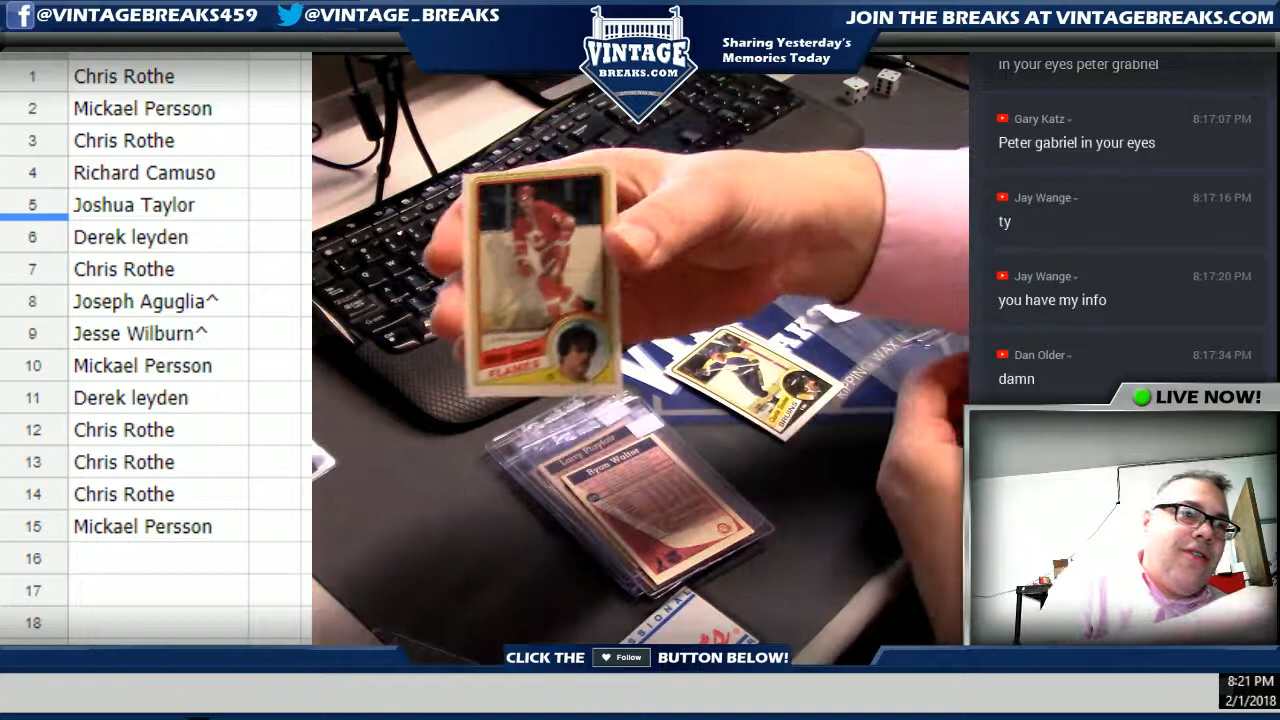 @VINTAGEBREAKS459
@VINTAGE_BREAKS
VINTAGE
BREAKS.COM
Sharing Yesterday's
Memories Today
JOIN THE BREAKS AT VINTAGEBREAKS.COM
1 Chris Rothe
2 Mickael Persson
3 Chris Rothe
4 Richard Camuso
5 Joshua Taylor
6 Derek leyden
7 Chris Rothe
8 Joseph Aguglia^
9 Jesse Wilburn^
10 Mickael Persson
11 Derek leyden
12 Chris Rothe
13 Chris Rothe
14 Chris Rothe
15 Mickael Persson
16
17
18
FLAMES
BRUINS
Larry Playfair
Ryan Walter
SIONAL
in your eyes peter grabriel
Gary Katz 8:17:07 PM
Peter gabriel in your eyes
Jay Wange 8:17:16 PM
ty
Jay Wange 8:17:20 PM
you have my info
Dan Older 8:17:34 PM
damn
LIVE NOW!
CLICK THE Follow BUTTON BELOW!
8:21 PM
2/1/2018